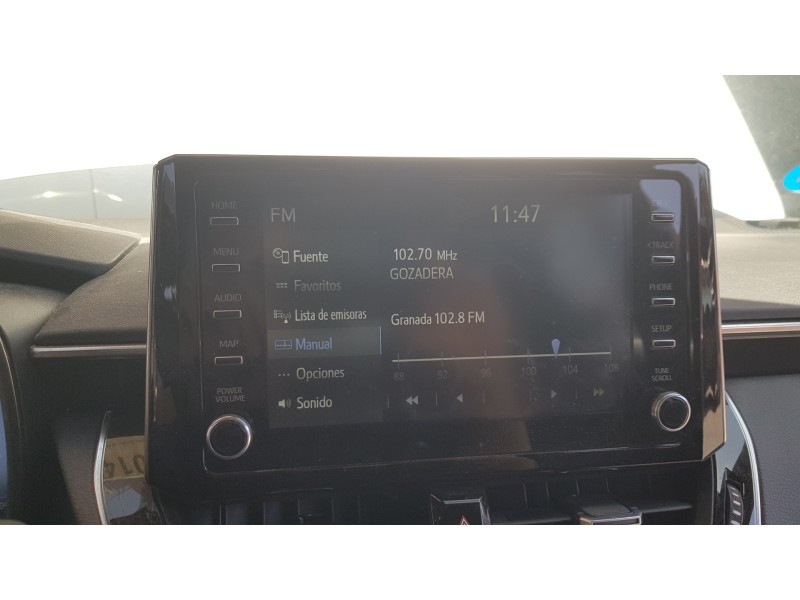 HOME
MENU
AUDIO
MAP
POWER
VOLUME
FM
11:47
Fuente
Favoritos
Lista de emisoras
Manual
Opciones
Sonido
102.70 MHz
GOZADERA
Granada 102.8 FM
88 92 96 100 104 108
<TRACK
PHONE
SETUP
TUNE
SCROLL